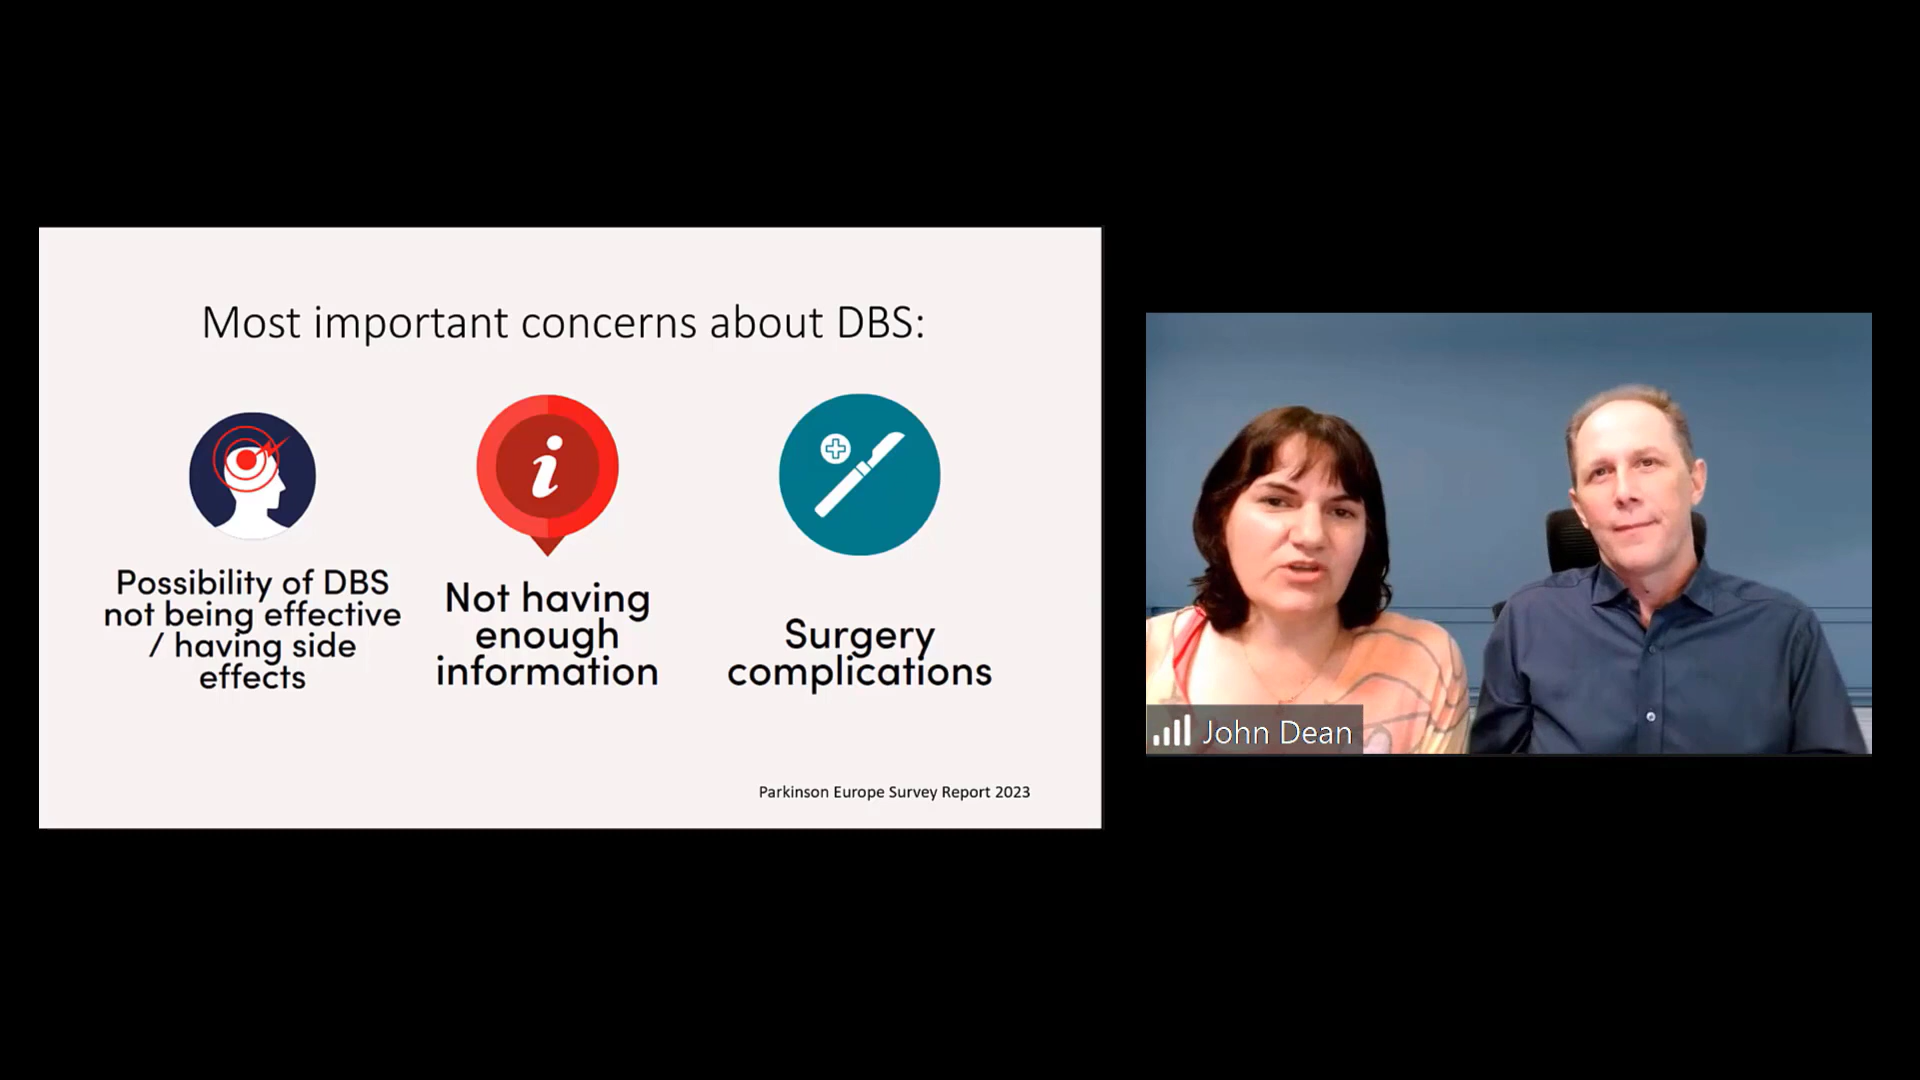 Most important concerns about DBS:
i
Possibility of DBS
not being effective
/ having side
effects
Not having
enough
information
Surgery
complications
Parkinson Europe Survey Report 2023
John Dean